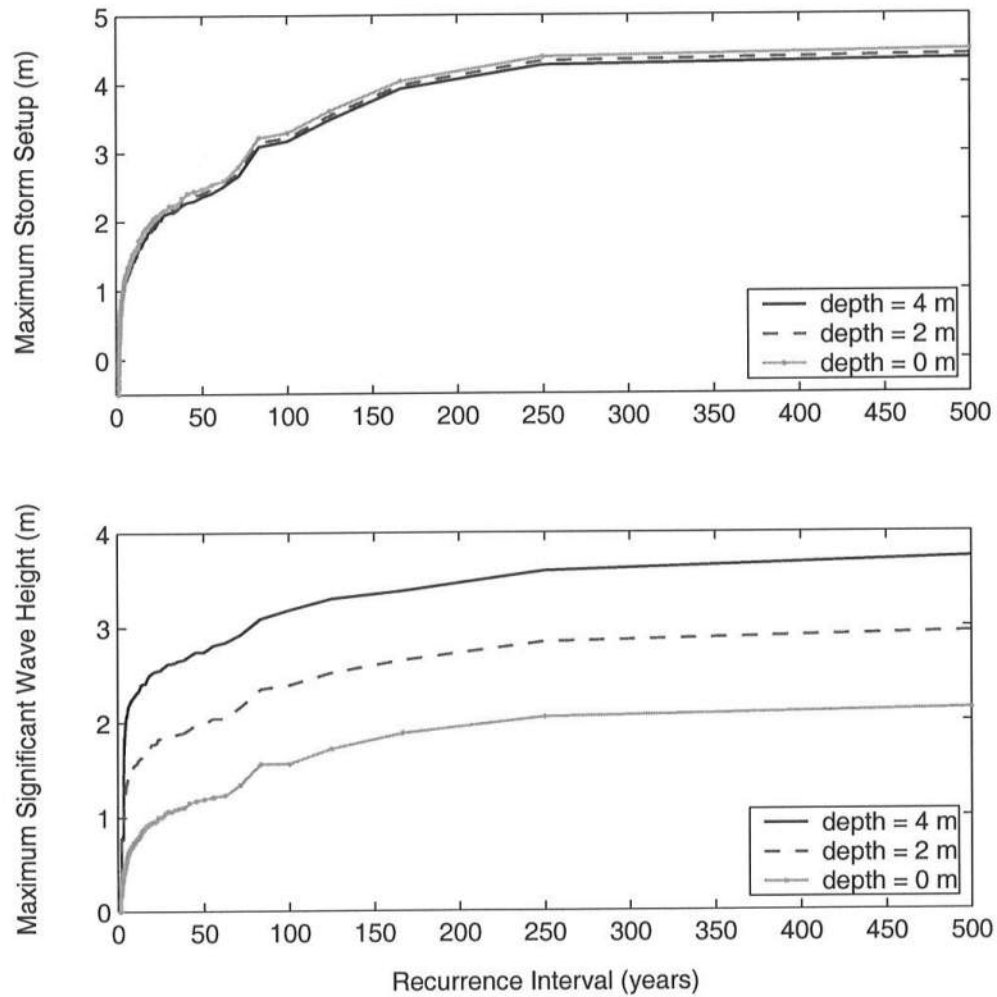 Maximum Storm Setup (m)
5
4
3
2
1
0
depth = 4 m
depth = 2 m
depth = 0 m
0 50 100 150 200 250 300 350 400 450 500
Maximum Significant Wave Height (m)
4
3
2
1
0
depth = 4 m
depth = 2 m
depth = 0 m
0 50 100 150 200 250 300 350 400 450 500
Recurrence Interval (years)